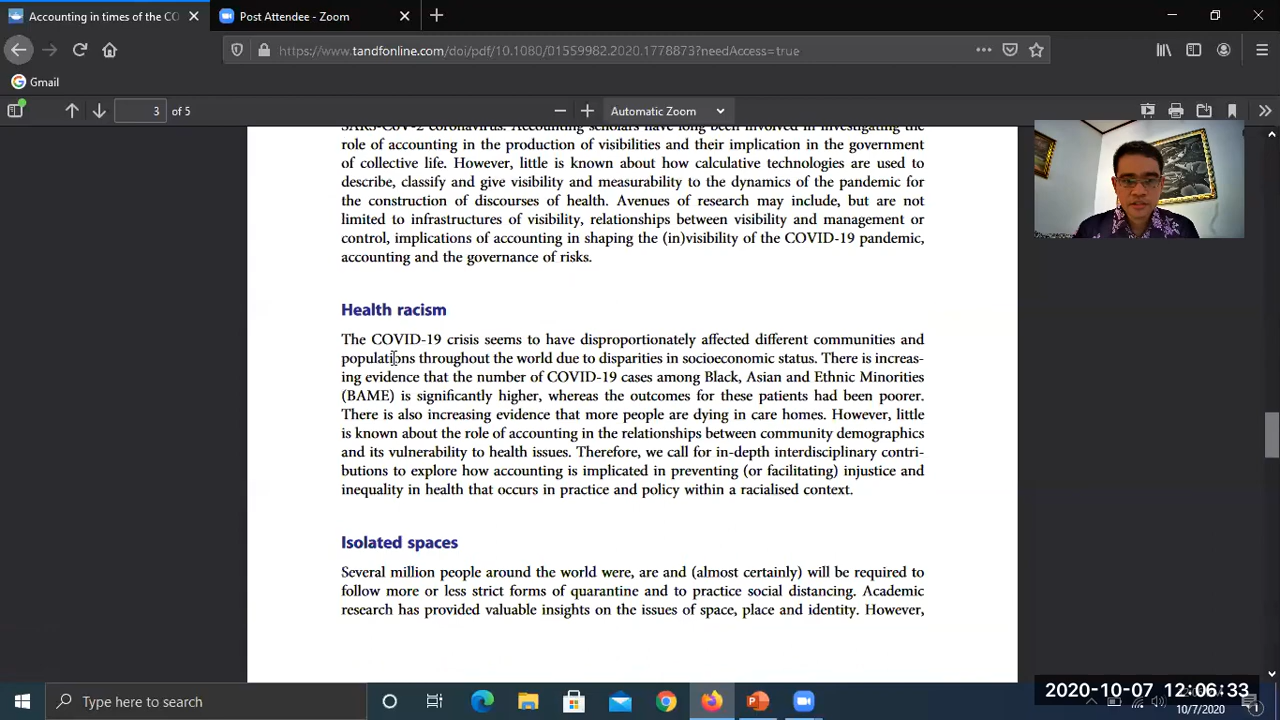 Accounting in times of the CO
Post Attendee - Zoom
https://www.tandfonline.com/doi/pdf/10.1080/01559982.2020.1778873?needAccess=true
Gmail
3 of 5
Automatic Zoom
SARS-CoV-2 coronavirus. Accounting scholars have long been involved in investigating the
role of accounting in the production of visibilities and their implication in the government
of collective life. However, little is known about how calculative technologies are used to
describe, classify and give visibility and measurability to the dynamics of the pandemic for
the construction of discourses of health. Avenues of research may include, but are not
limited to infrastructures of visibility, relationships between visibility and management or
control, implications of accounting in shaping the (in)visibility of the COVID-19 pandemic,
accounting and the governance of risks.
Health racism
The COVID-19 crisis seems to have disproportionately affected different communities and
populations throughout the world due to disparities in socioeconomic status. There is increas-
ing evidence that the number of COVID-19 cases among Black, Asian and Ethnic Minorities
(BAME) is significantly higher, whereas the outcomes for these patients had been poorer.
There is also increasing evidence that more people are dying in care homes. However, little
is known about the role of accounting in the relationships between community demographics
and its vulnerability to health issues. Therefore, we call for in-depth interdisciplinary contri-
butions to explore how accounting is implicated in preventing (or facilitating) injustice and
inequality in health that occurs in practice and policy within a racialised context.
Isolated spaces
Several million people around the world were, are and (almost certainly) will be required to
follow more or less strict forms of quarantine and to practice social distancing. Academic
research has provided valuable insights on the issues of space, place and identity. However,
Type here to search
2020-10-07 12:06:33
10/7/2020